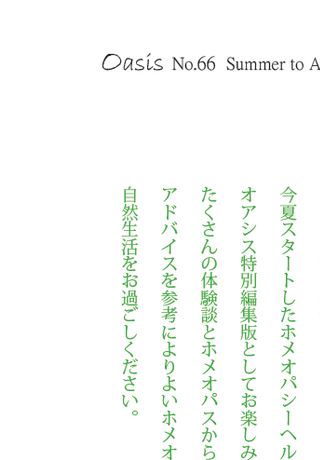 Oasis No.66 Summer to A
今夏スタートしたホメオパシーヘル
オアシス特別編集版としてお楽しみ
たくさんの体験談とホメオパスから
アドバイスを参考によりよいホメオ
自然生活をお過ごしください。